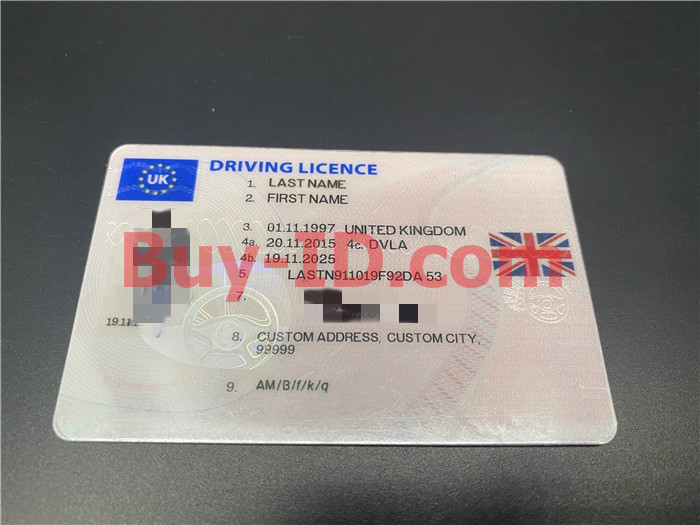 UK
DRIVING LICENCE
1. LAST NAME
2. FIRST NAME
3. 01.11.1997 UNITED KINGDOM
4a. 20.11.2015 4c. DVLA
4b. 19.11.2025
5. LASTN911019F92DA 53
7.
8. CUSTOM ADDRESS, CUSTOM CITY,
99999
9. AM/B/f/k/q
Buy-ID.com